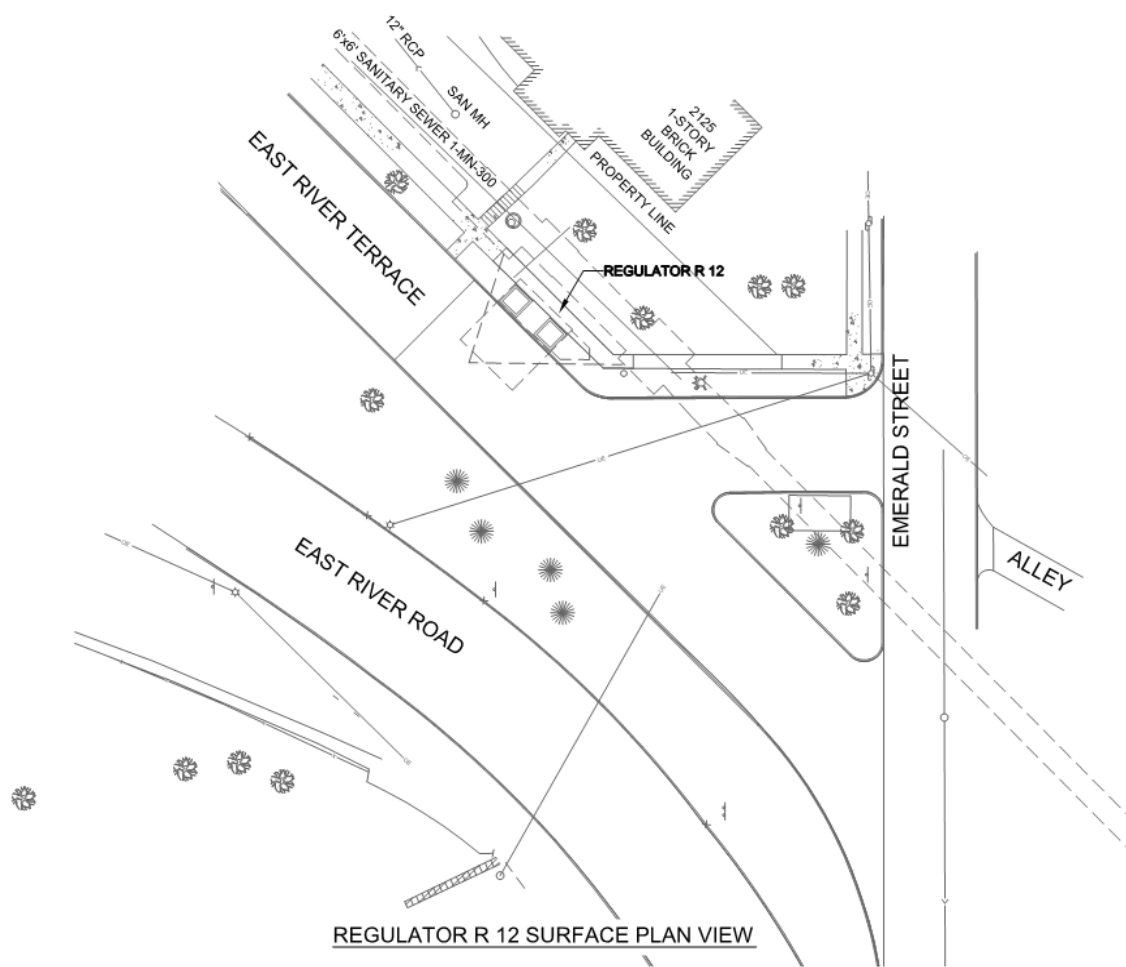 12" RCP
6'x6' SANITARY SEWER 1-MN-300
SAN MH
2125
1-STORY
BRICK
BUILDING
PROPERTY LINE
EAST RIVER TERRACE
REGULATOR R 12
EMERALD STREET
ALLEY
EAST RIVER ROAD
REGULATOR R 12 SURFACE PLAN VIEW